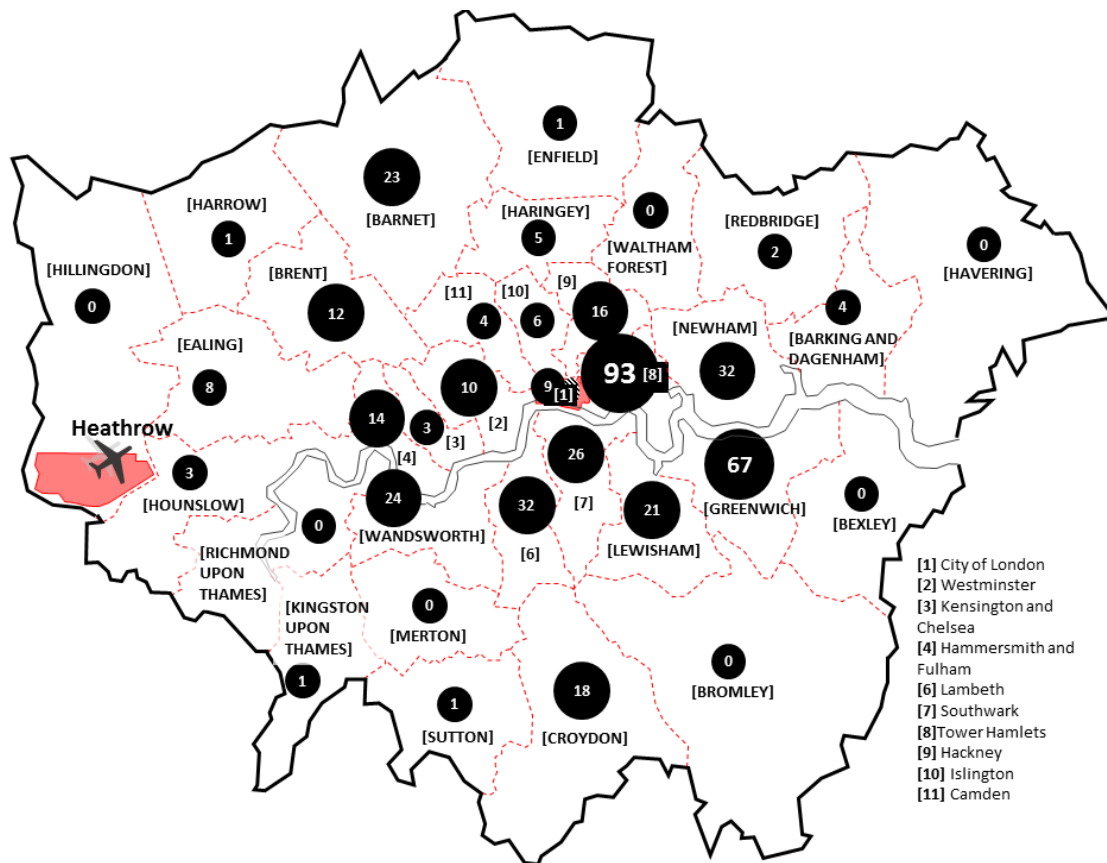 1
[ENFIELD]
23
[BARNET]
[HARROW]
1
[HARINGEY]
5
0
[WALTHAM
FOREST]
[REDBRIDGE]
2
0
[HAVERING]
[HILLINGDON]
0
[BRENT]
12
[11]
4
[10]
6
[9]
16
[NEWHAM]
32
4
[BARKING AND
DAGENHAM]
[EALING]
8
14
[4]
3
[3]
10
[2]
9
[1]
93
[8]
Heathrow
3
[HOUNSLOW]
24
[WANDSWORTH]
32
[6]
26
[7]
21
[LEWISHAM]
67
[GREENWICH]
0
[BEXLEY]
0
[RICHMOND
UPON
THAMES]
[KINGSTON
UPON
THAMES]
1
0
[MERTON]
1
[SUTTON]
18
[CROYDON]
0
[BROMLEY]
[1] City of London
[2] Westminster
[3] Kensington and
Chelsea
[4] Hammersmith and
Fulham
[6] Lambeth
[7] Southwark
[8]Tower Hamlets
[9] Hackney
[10] Islington
[11] Camden